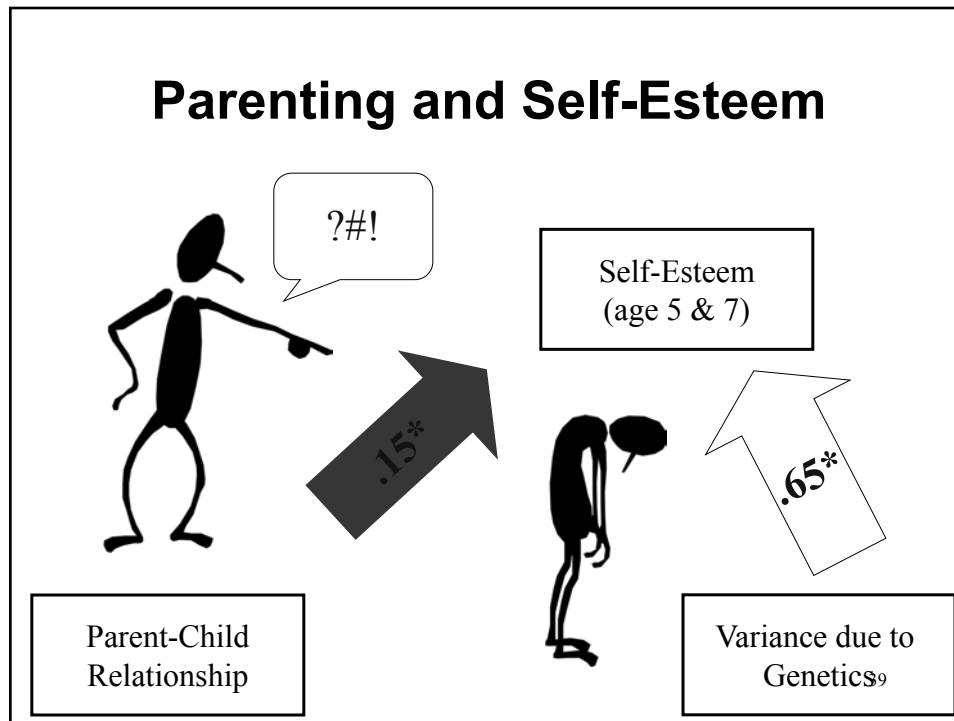 Parenting and Self-Esteem
?#!
Self-Esteem
(age 5 & 7)
.15*
.65*
Parent-Child
Relationship
Variance due to
Genetics